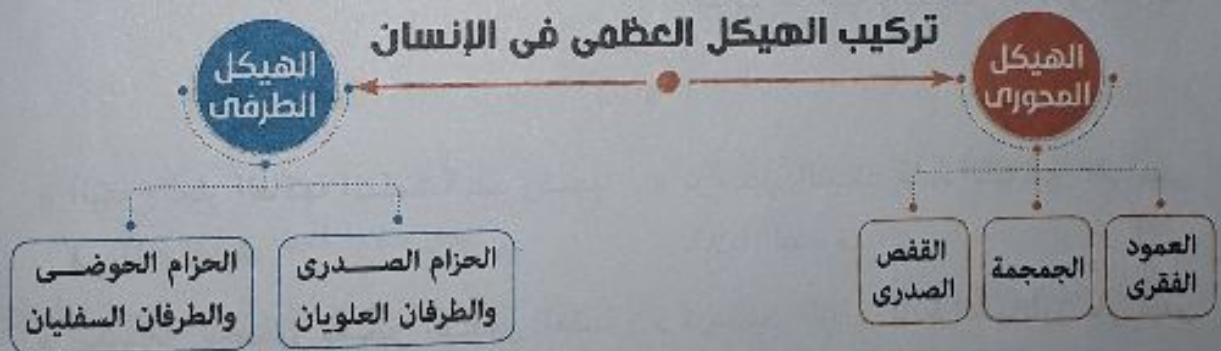 تركيب الهيكل العظمى فى الإنسان
الهيكل
المحورى
العمود
الفقرى
الجمجمة
القفص
الصدرى
الهيكل
الطرفى
الحزام الصدرى
والطرفان العلويان
الحزام الحوضى
والطرفان السفليان